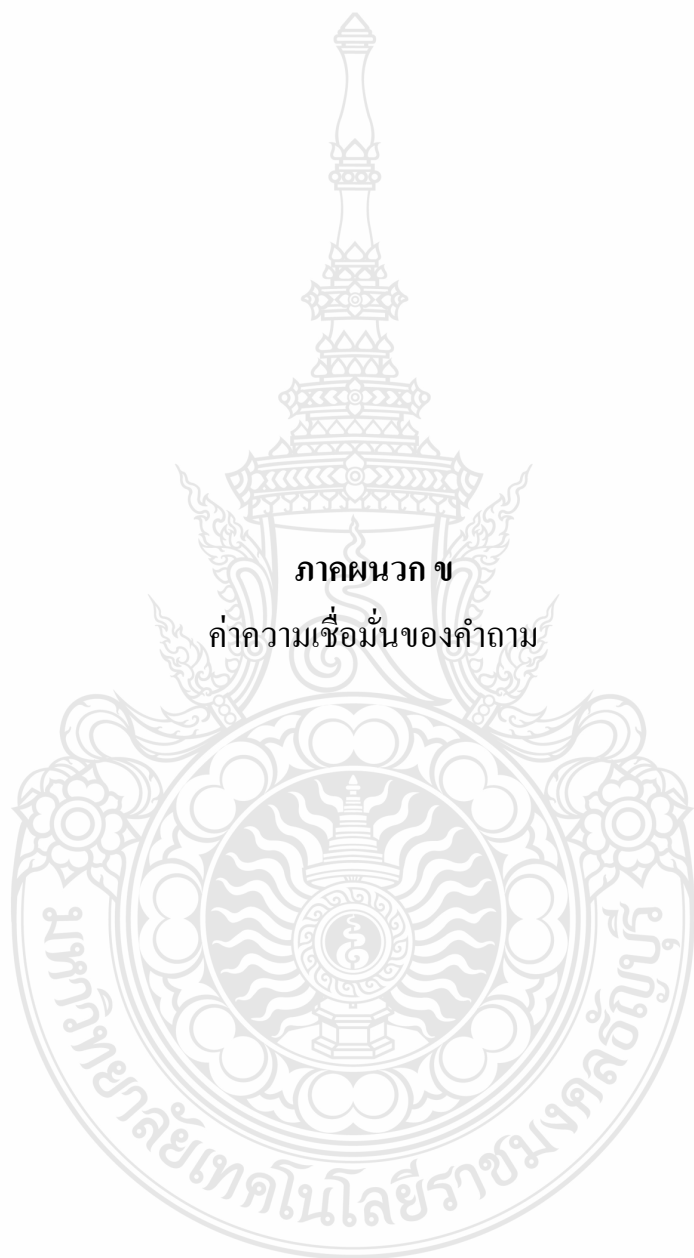 ภาคผนวก ข
ค่าความเชื่อมั่นของคำถาม
มหาวิทยาลัยเทคโนโลยีราชมงคลธัญบุรี